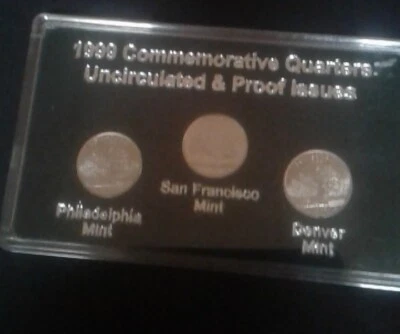 1999 Commemorative Quarters
Uncirculated & Proof Issues
San Francisco
Mint
Philadelphia
Mint
Denver
Mint